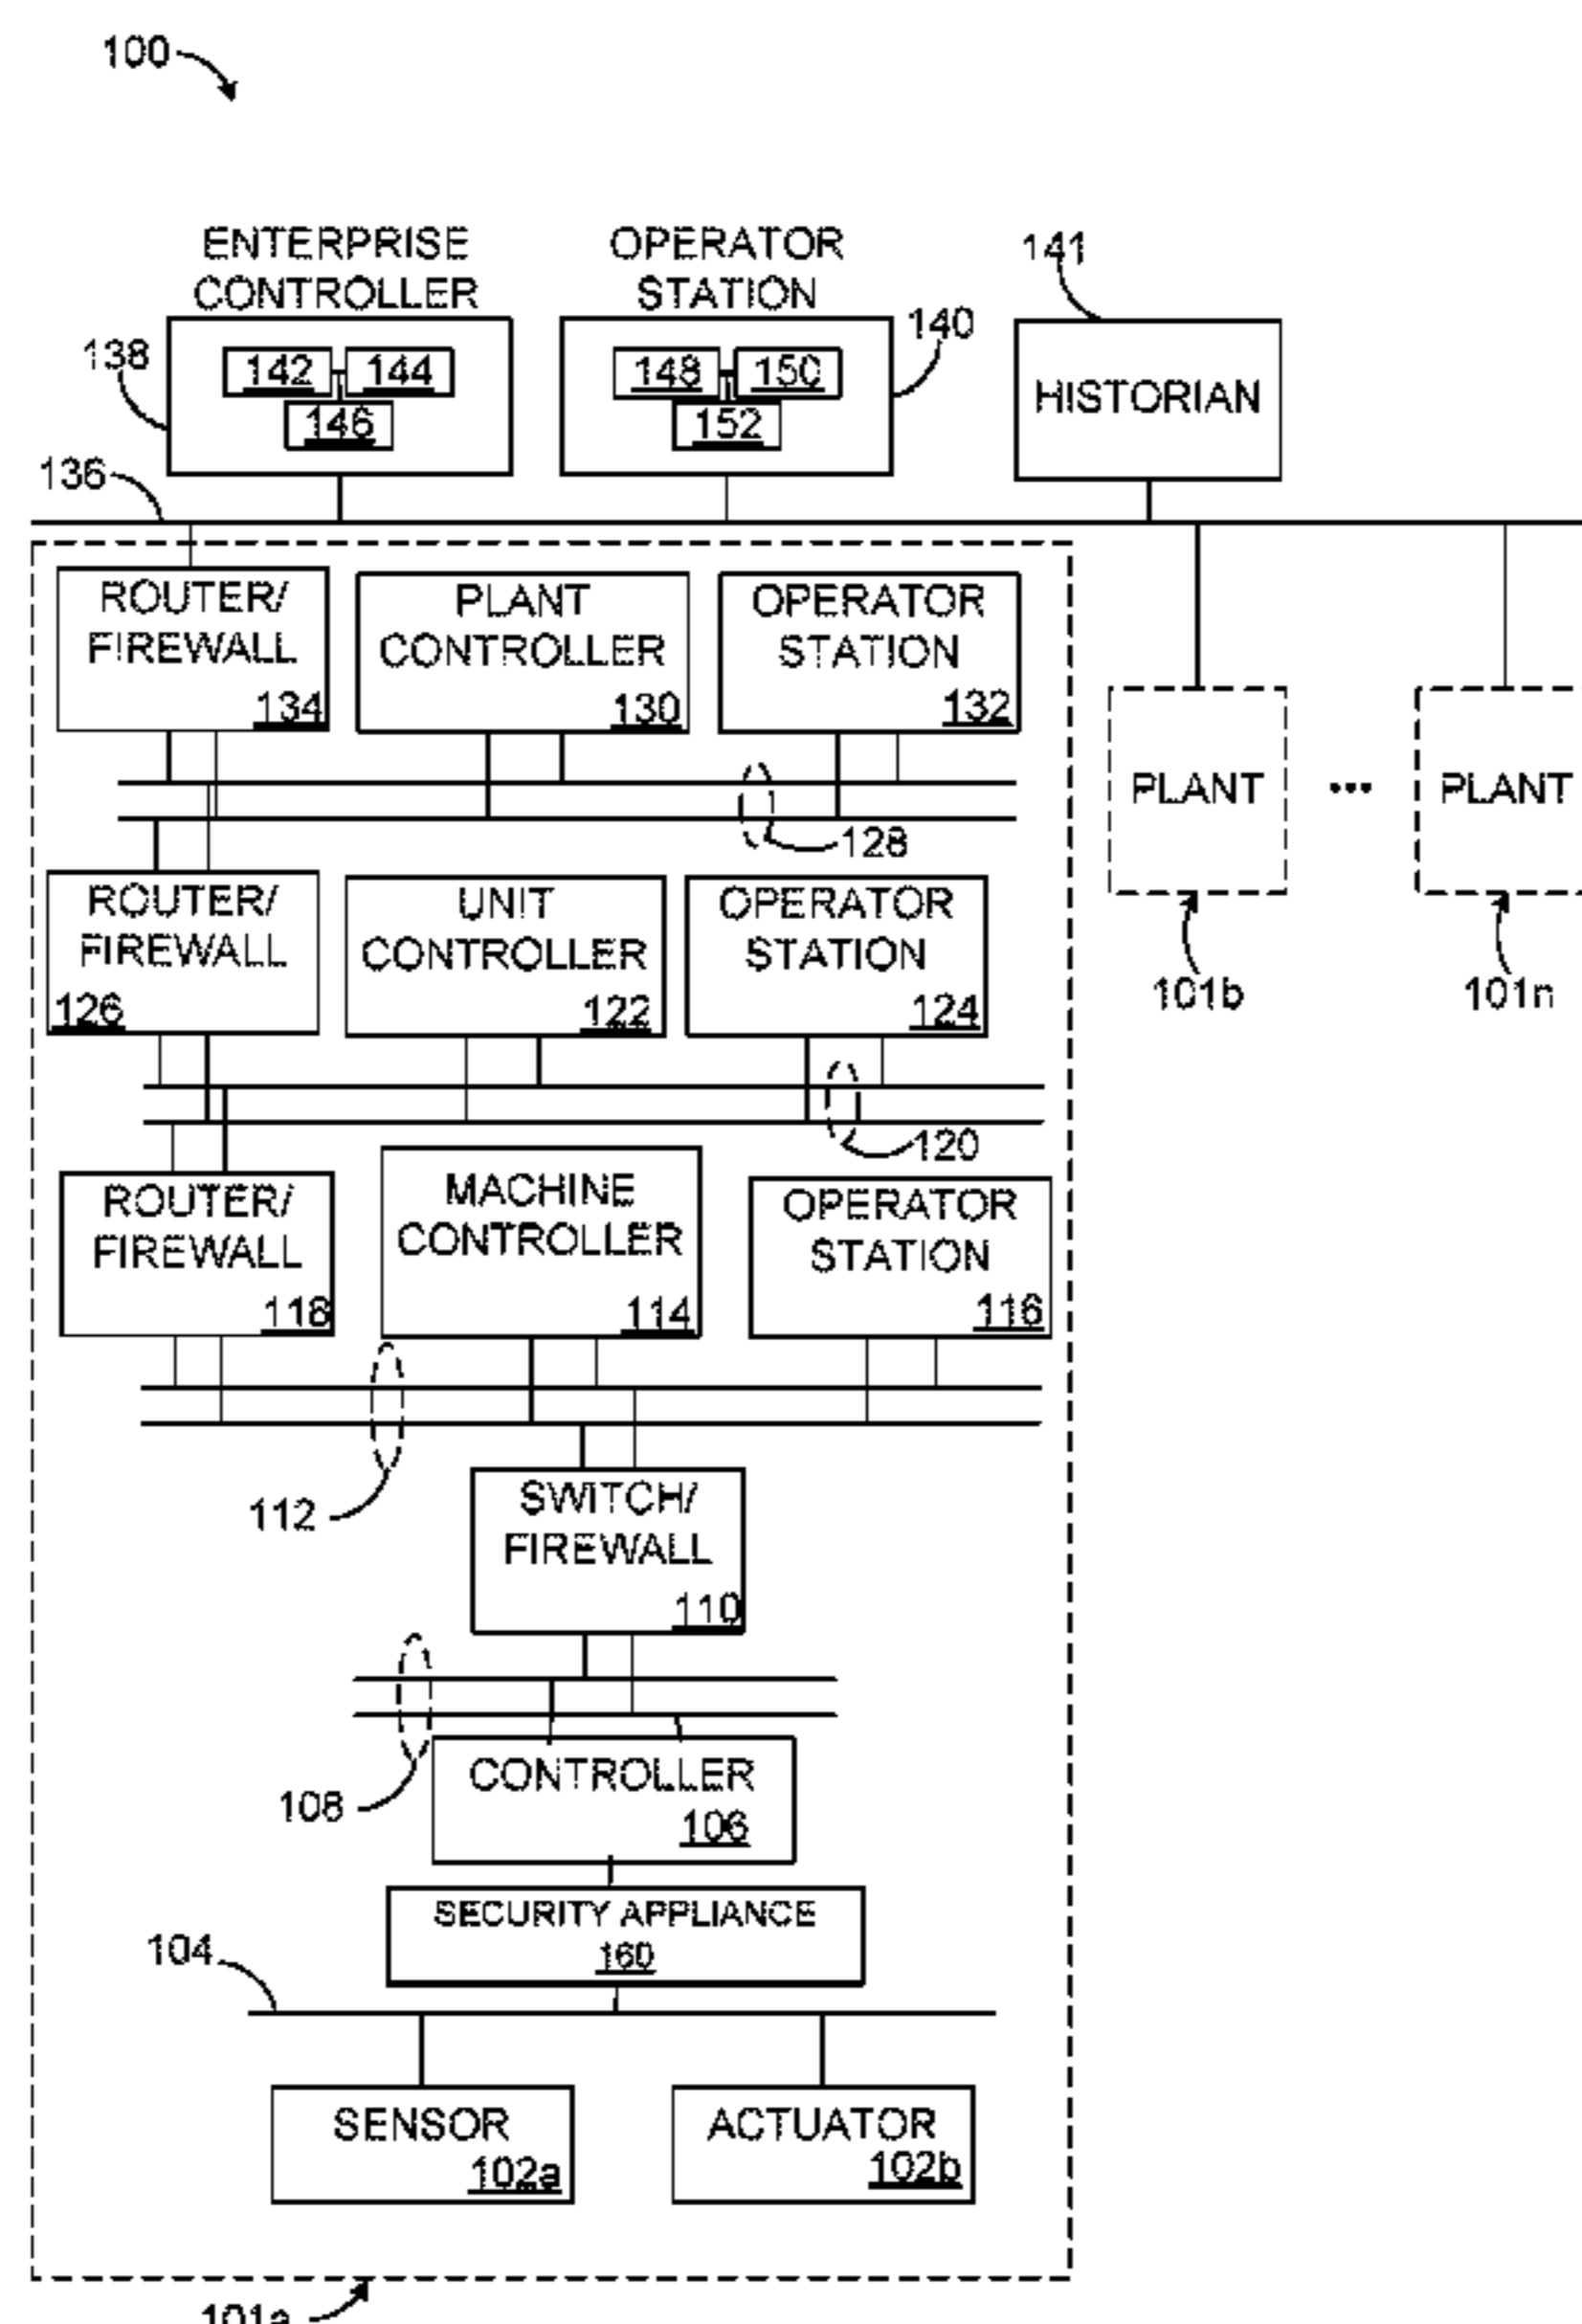 100
ENTERPRISE
CONTROLLER
OPERATOR
STATION
141
138
142
144
146
148
150
152
140
HISTORIAN
136
ROUTER/
FIREWALL
134
PLANT
CONTROLLER
130
OPERATOR
STATION
132
128
PLANT
•••
PLANT
101b
101n
ROUTER/
FIREWALL
126
UNIT
CONTROLLER
122
OPERATOR
STATION
124
120
ROUTER/
FIREWALL
118
MACHINE
CONTROLLER
114
OPERATOR
STATION
116
112
SWITCH/
FIREWALL
110
108
CONTROLLER
106
SECURITY APPLIANCE
160
104
SENSOR
102a
ACTUATOR
102b
101a